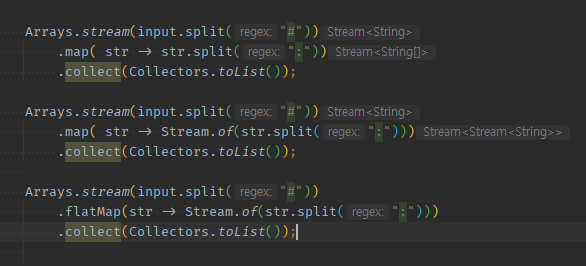 Arrays.stream(input.split( regex: "#")) Stream<String>
.map( str → str.split( regex: ":")) Stream<String[]>
.collect(Collectors.toList());
Arrays.stream(input.split( regex: "#")) Stream<String>
.map( str → Stream.of(str.split( regex: ":"))) Stream<Stream<String>>
.collect(Collectors.toList());
Arrays.stream(input.split( regex: "#"))
.flatMap(str → Stream.of(str.split( regex: ":")))
.collect(Collectors.toList());